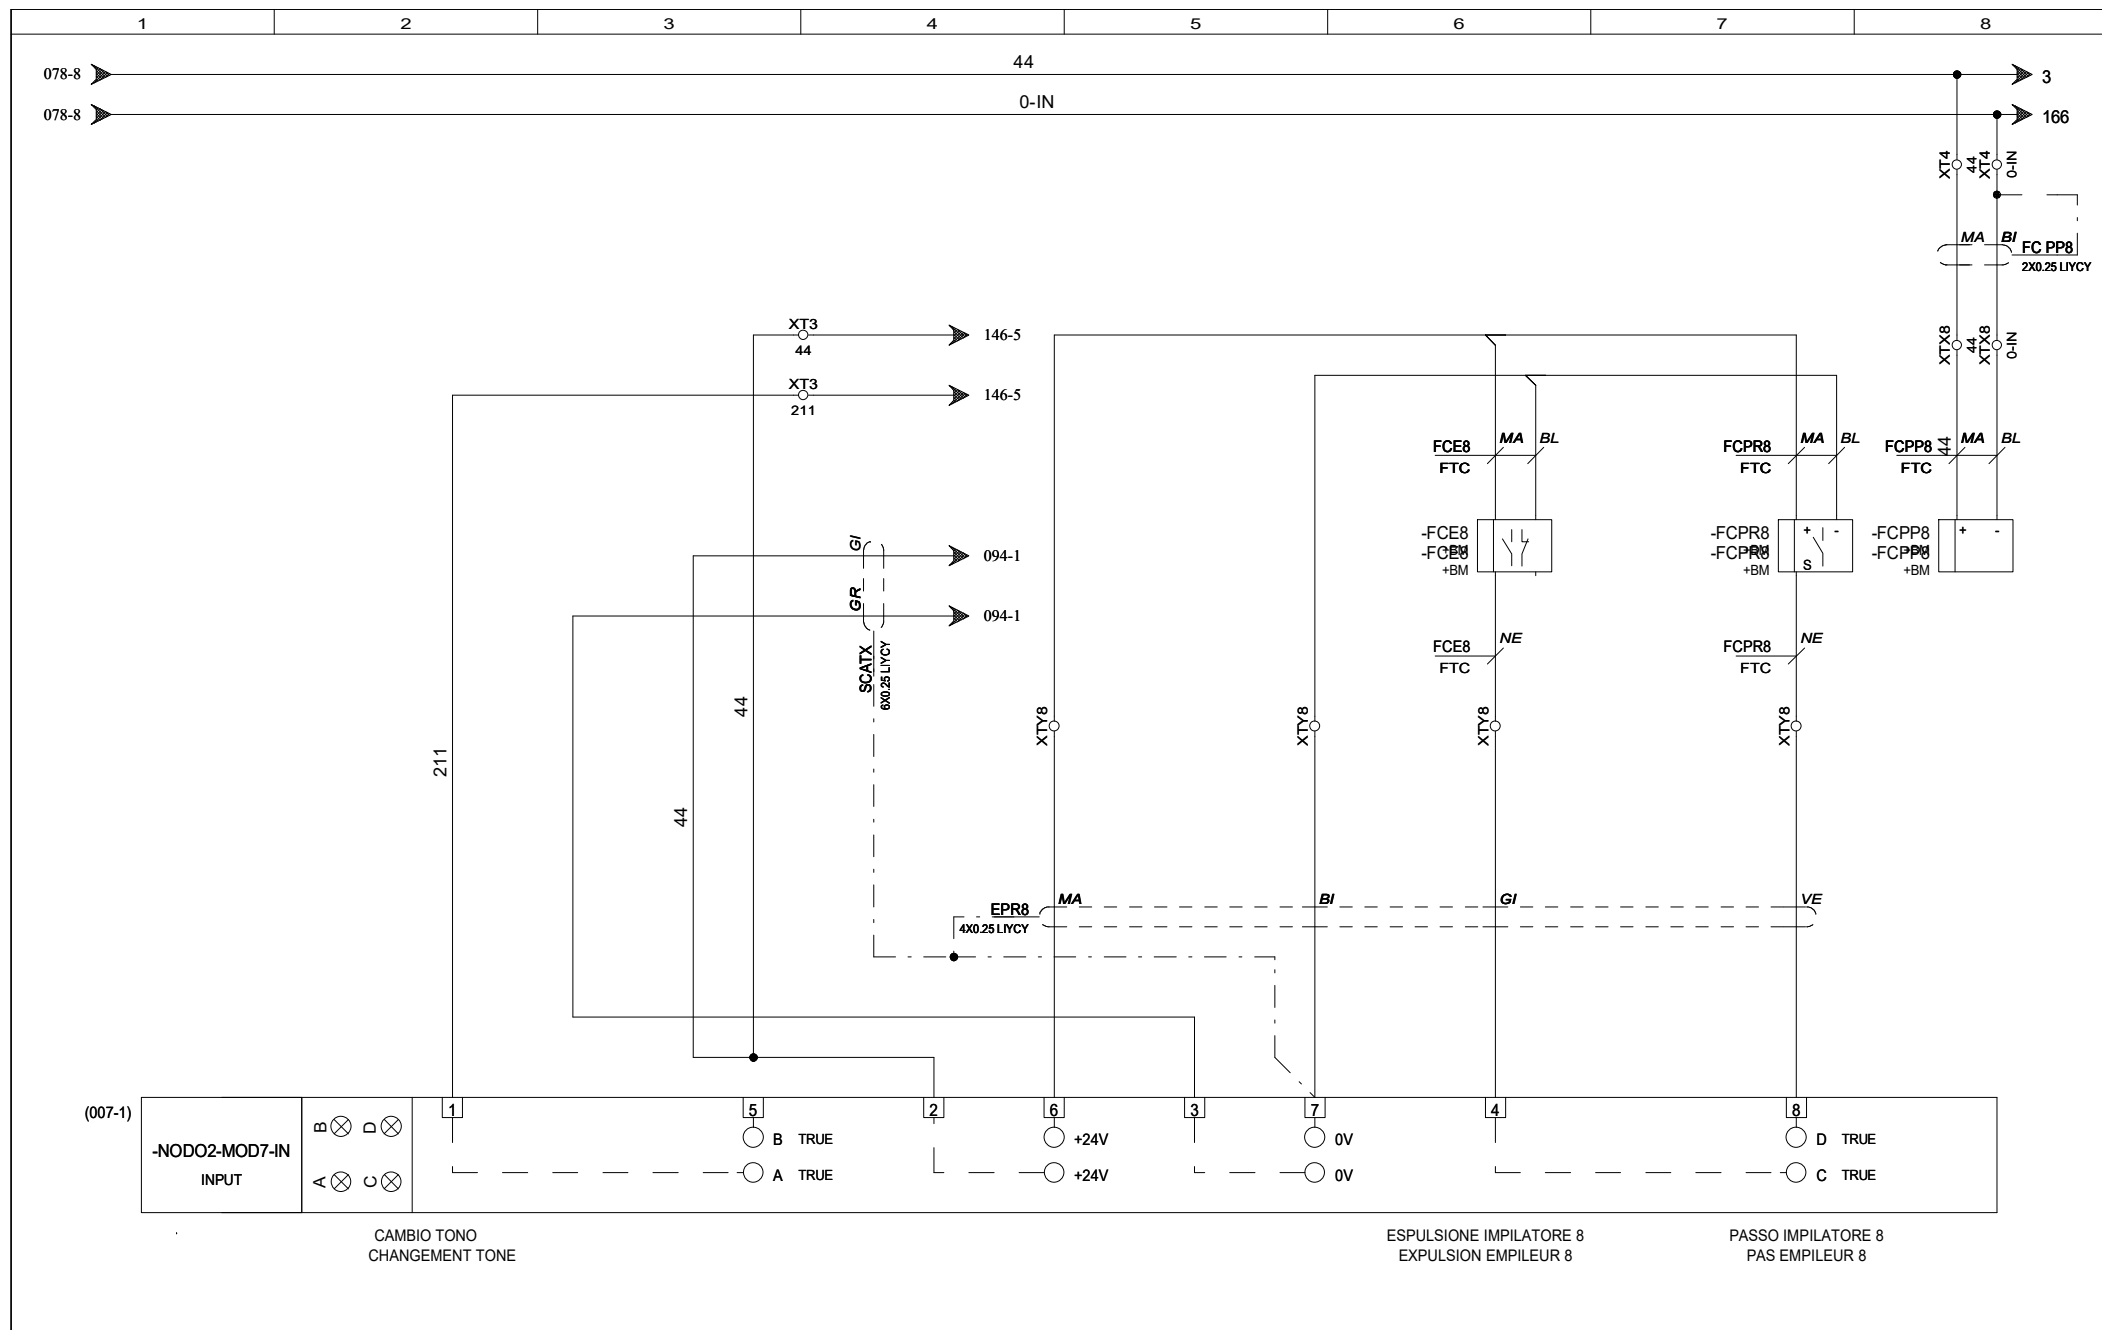 1 2 3 4 5 6 7 8
44
078-8 3
0-IN
078-8 166
XT4 44 XT4 0-IN
MA BI
FC PP8
2X0.25 LIYCY
XT3 146-5
44
XTX8 44 XTX8 0-IN
XT3 146-5
211
FCE8 MA BL FCPR8 MA BL FCPP8 44 MA BL
FTC FTC FTC
-FCE8 -FCPR8 + - -FCPP8 + -
+BM +BM +BM
-FCE8 -FCPR8 -FCPP8
+BM +BM S +BM
GI 094-1
GR 094-1
SCATX
6X0.25 LIYCY
FCE8 NE FCPR8 NE
FTC FTC
44
XTY8 XTY8 XTY8 XTY8
211
44
EPR8 MA BI GI VE
4X0.25 LIYCY
(007-1) 1 5 2 6 3 7 4 8
B D B TRUE +24V 0V D TRUE
-NODO2-MOD7-IN
INPUT
A C A TRUE +24V 0V C TRUE
CAMBIO TONO ESPULSIONE IMPILATORE 8 PASSO IMPILATORE 8
CHANGEMENT TONE EXPULSION EMPILEUR 8 PAS EMPILEUR 8